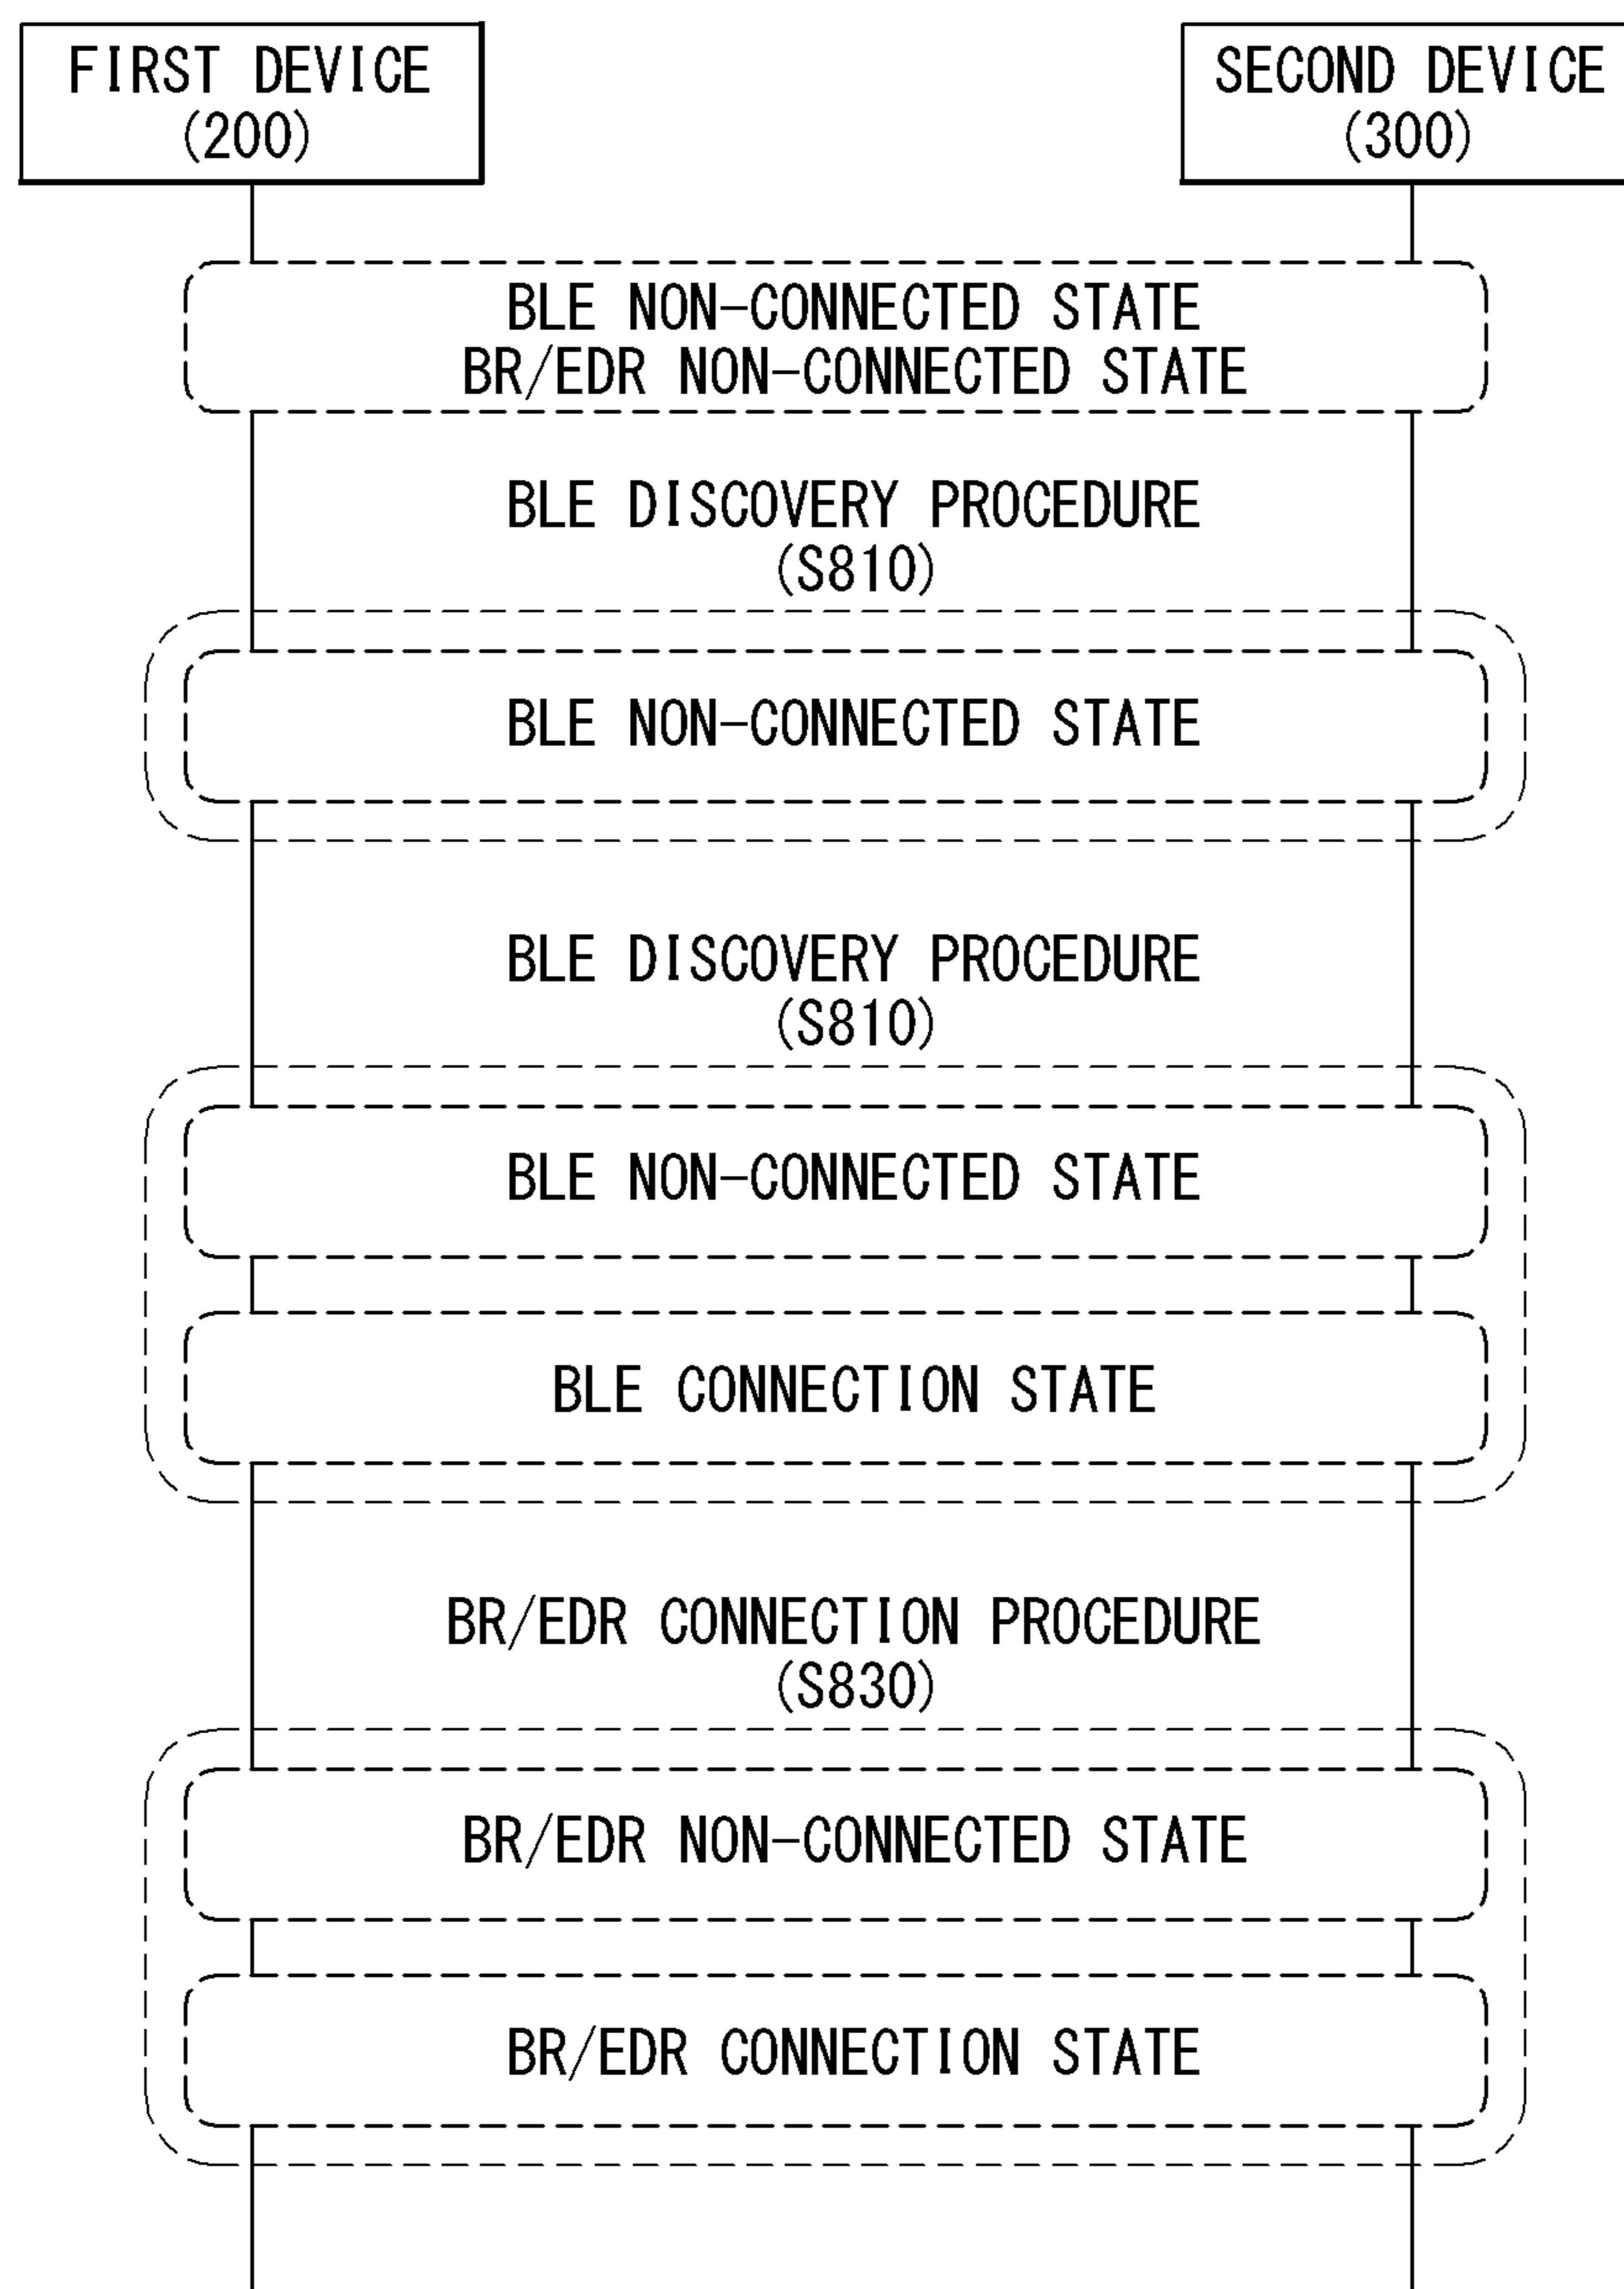 FIRST DEVICE
(200)
SECOND DEVICE
(300)
BLE NON-CONNECTED STATE
BR/EDR NON-CONNECTED STATE
BLE DISCOVERY PROCEDURE
(S810)
BLE NON-CONNECTED STATE
BLE DISCOVERY PROCEDURE
(S810)
BLE NON-CONNECTED STATE
BLE CONNECTION STATE
BR/EDR CONNECTION PROCEDURE
(S830)
BR/EDR NON-CONNECTED STATE
BR/EDR CONNECTION STATE